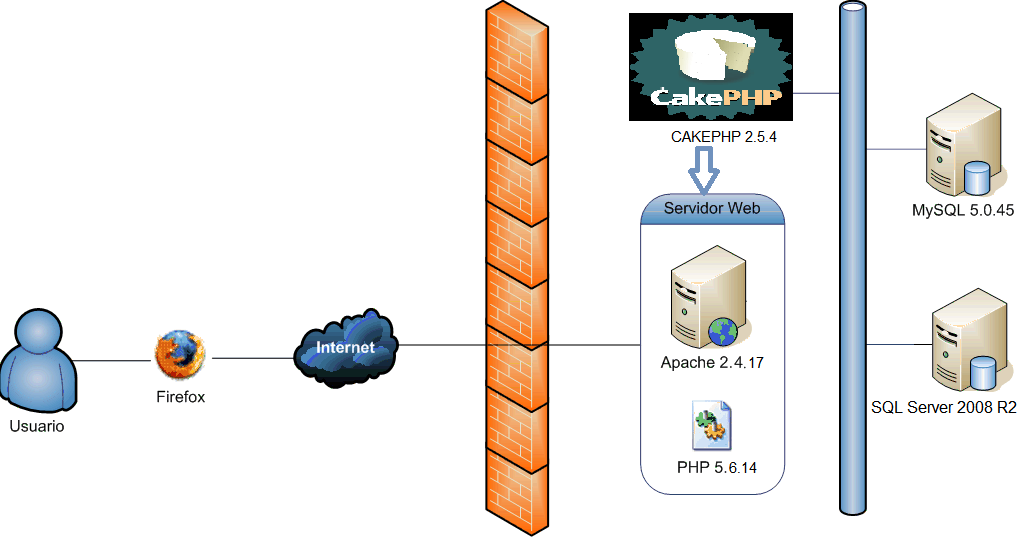 Usuario
Firefox
Internet
CakePHP
CAKEPHP 2.5.4
Servidor Web
Apache 2.4.17
PHP 5.6.14
MySQL 5.0.45
SQL Server 2008 R2